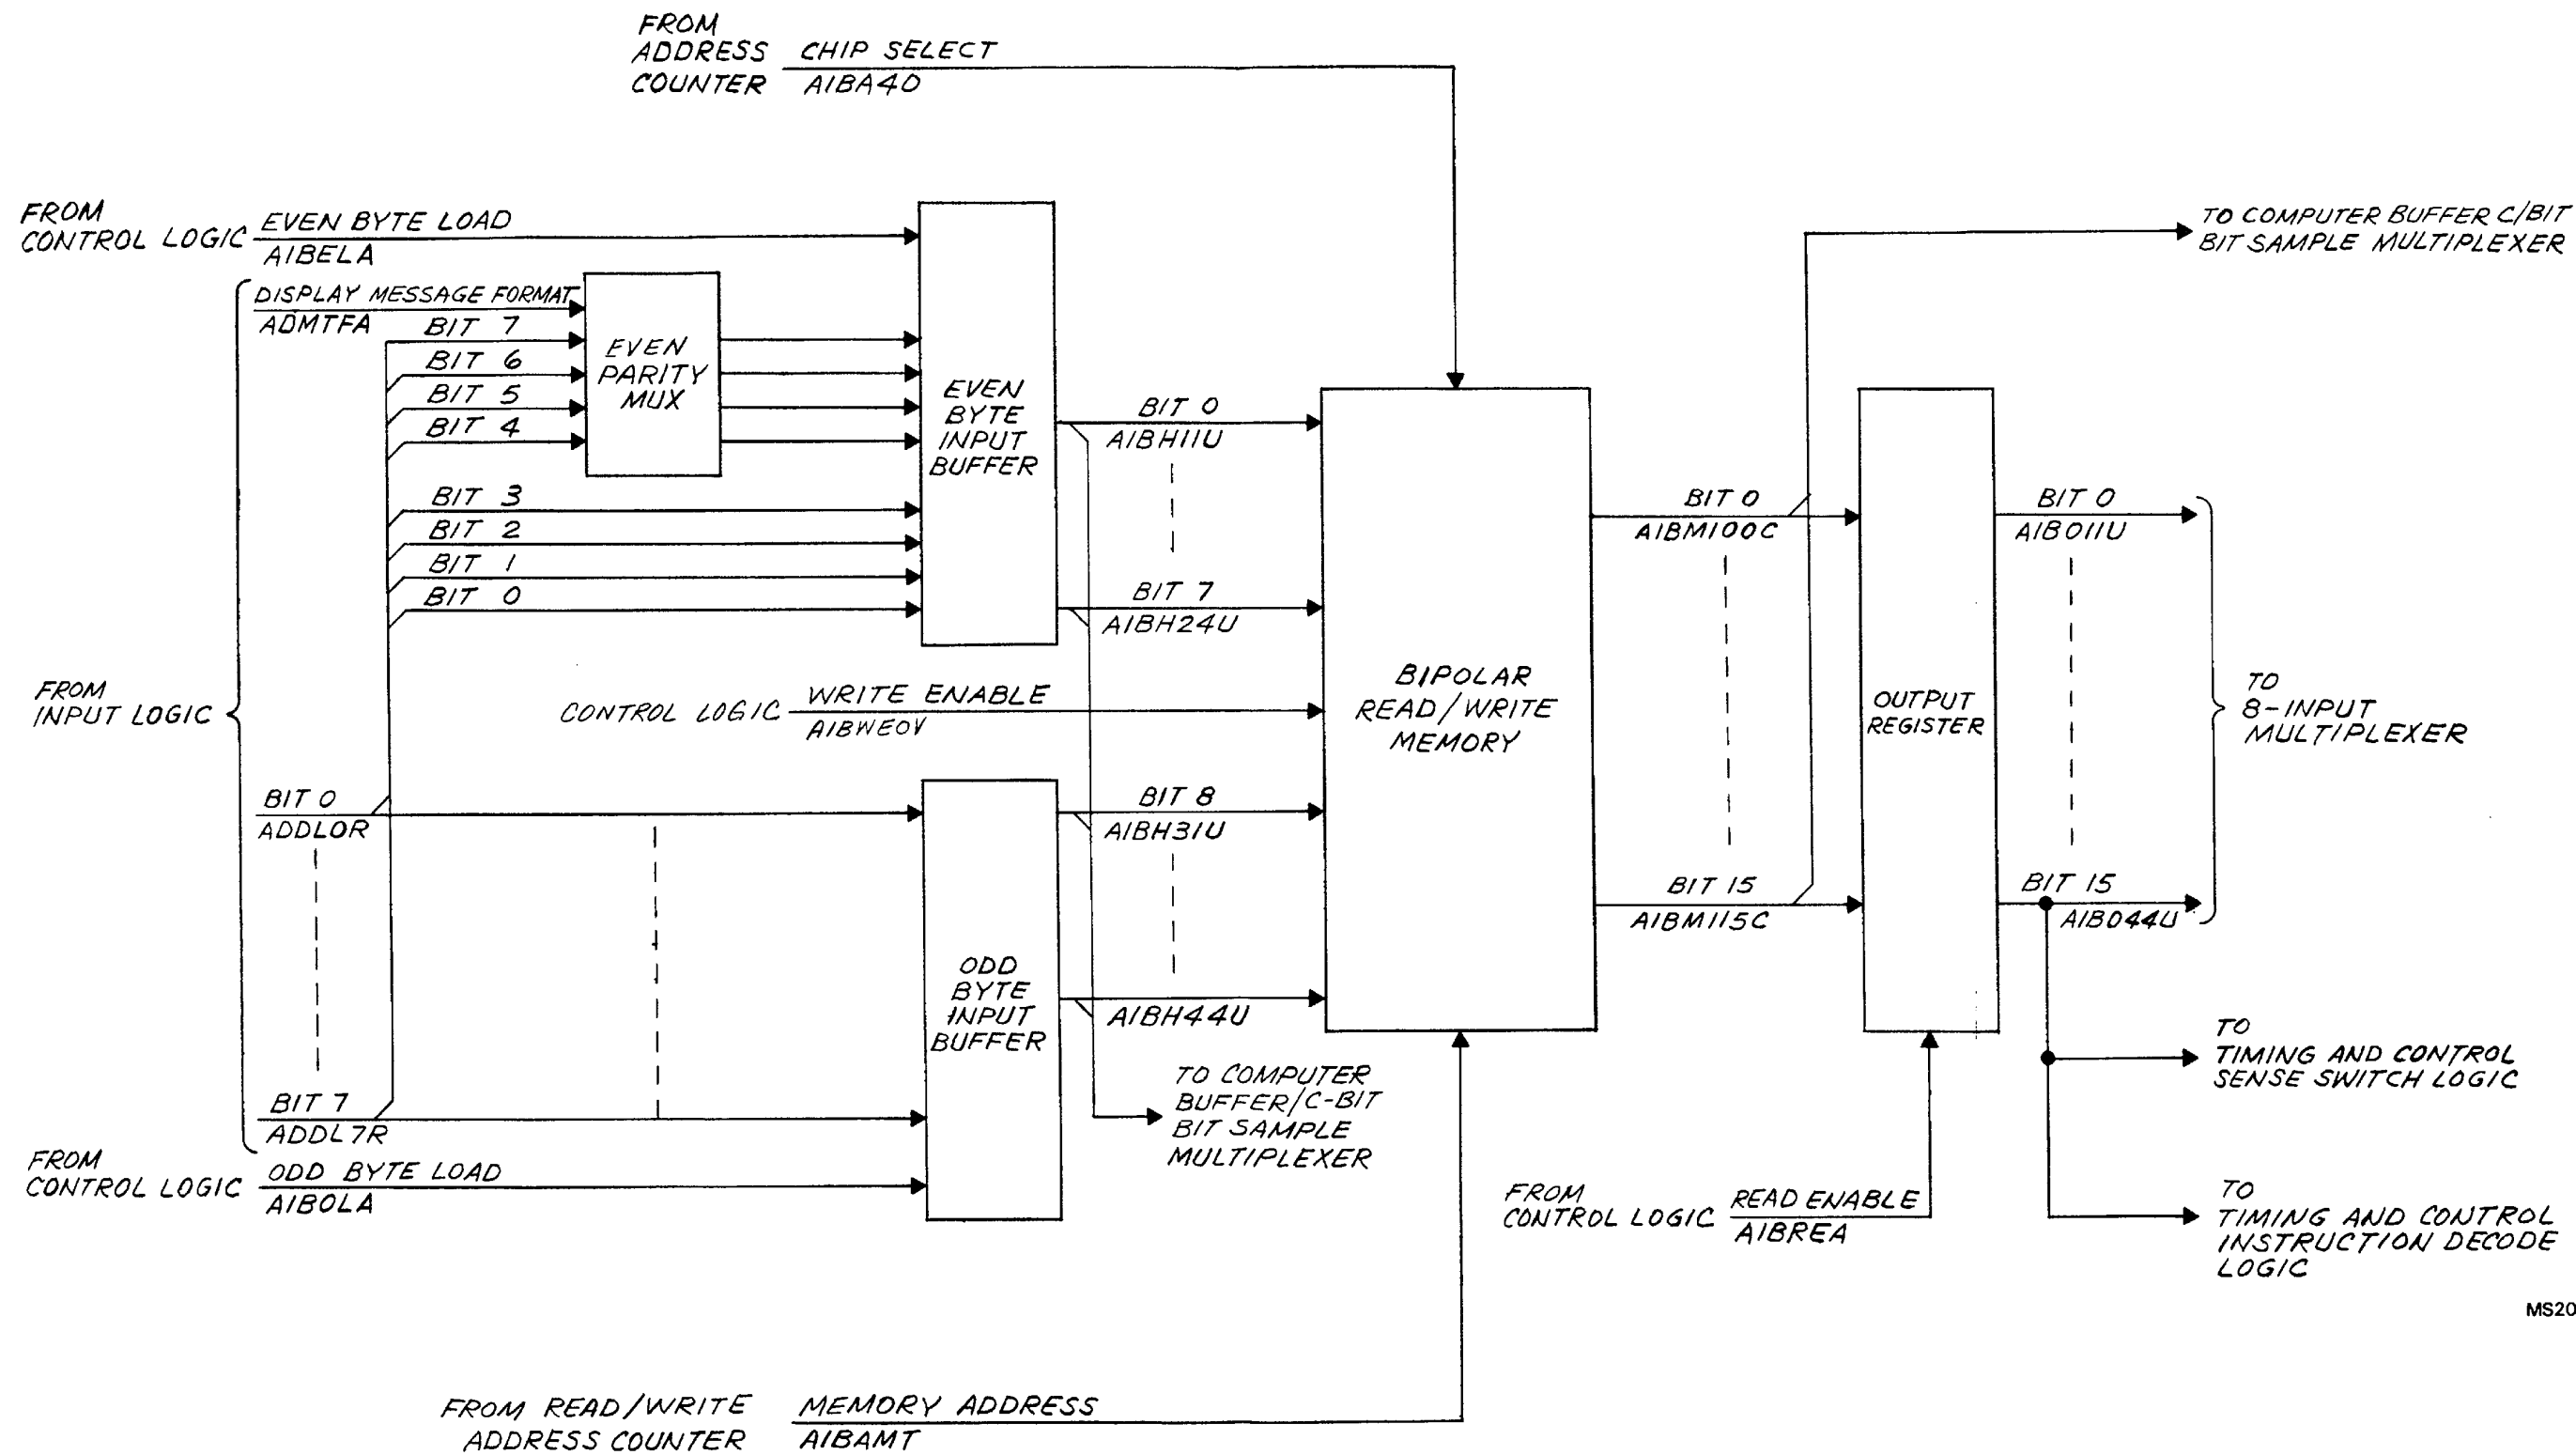 FROM
ADDRESS
COUNTER
CHIP SELECT
AIBA40
FROM
CONTROL LOGIC
EVEN BYTE LOAD
AIBELA
DISPLAY MESSAGE FORMAT
ADMTFA
BIT 7
BIT 6
BIT 5
BIT 4
EVEN
PARITY
MUX
BIT 3
BIT 2
BIT 1
BIT 0
EVEN
BYTE
INPUT
BUFFER
BIT 0
AIBH11U
BIT 7
AIBH24U
FROM
INPUT LOGIC
CONTROL LOGIC
WRITE ENABLE
AIBWE0V
BIT 0
ADDL0R
BIT 7
ADDL7R
FROM
CONTROL LOGIC
ODD BYTE LOAD
AIBOLA
ODD
BYTE
INPUT
BUFFER
BIT 8
AIBH31U
AIBH44U
TO COMPUTER
BUFFER/C-BIT
BIT SAMPLE
MULTIPLEXER
BIPOLAR
READ/WRITE
MEMORY
BIT 0
AIBM100C
BIT 15
AIBM115C
TO COMPUTER BUFFER C/BIT
BIT SAMPLE MULTIPLEXER
OUTPUT
REGISTER
BIT 0
AIB011U
BIT 15
AIB044U
TO
8-INPUT
MULTIPLEXER
TO
TIMING AND CONTROL
SENSE SWITCH LOGIC
TO
TIMING AND CONTROL
INSTRUCTION DECODE
LOGIC
FROM
CONTROL LOGIC
READ ENABLE
AIBREA
MS20
FROM READ/WRITE
ADDRESS COUNTER
MEMORY ADDRESS
AIBAMT